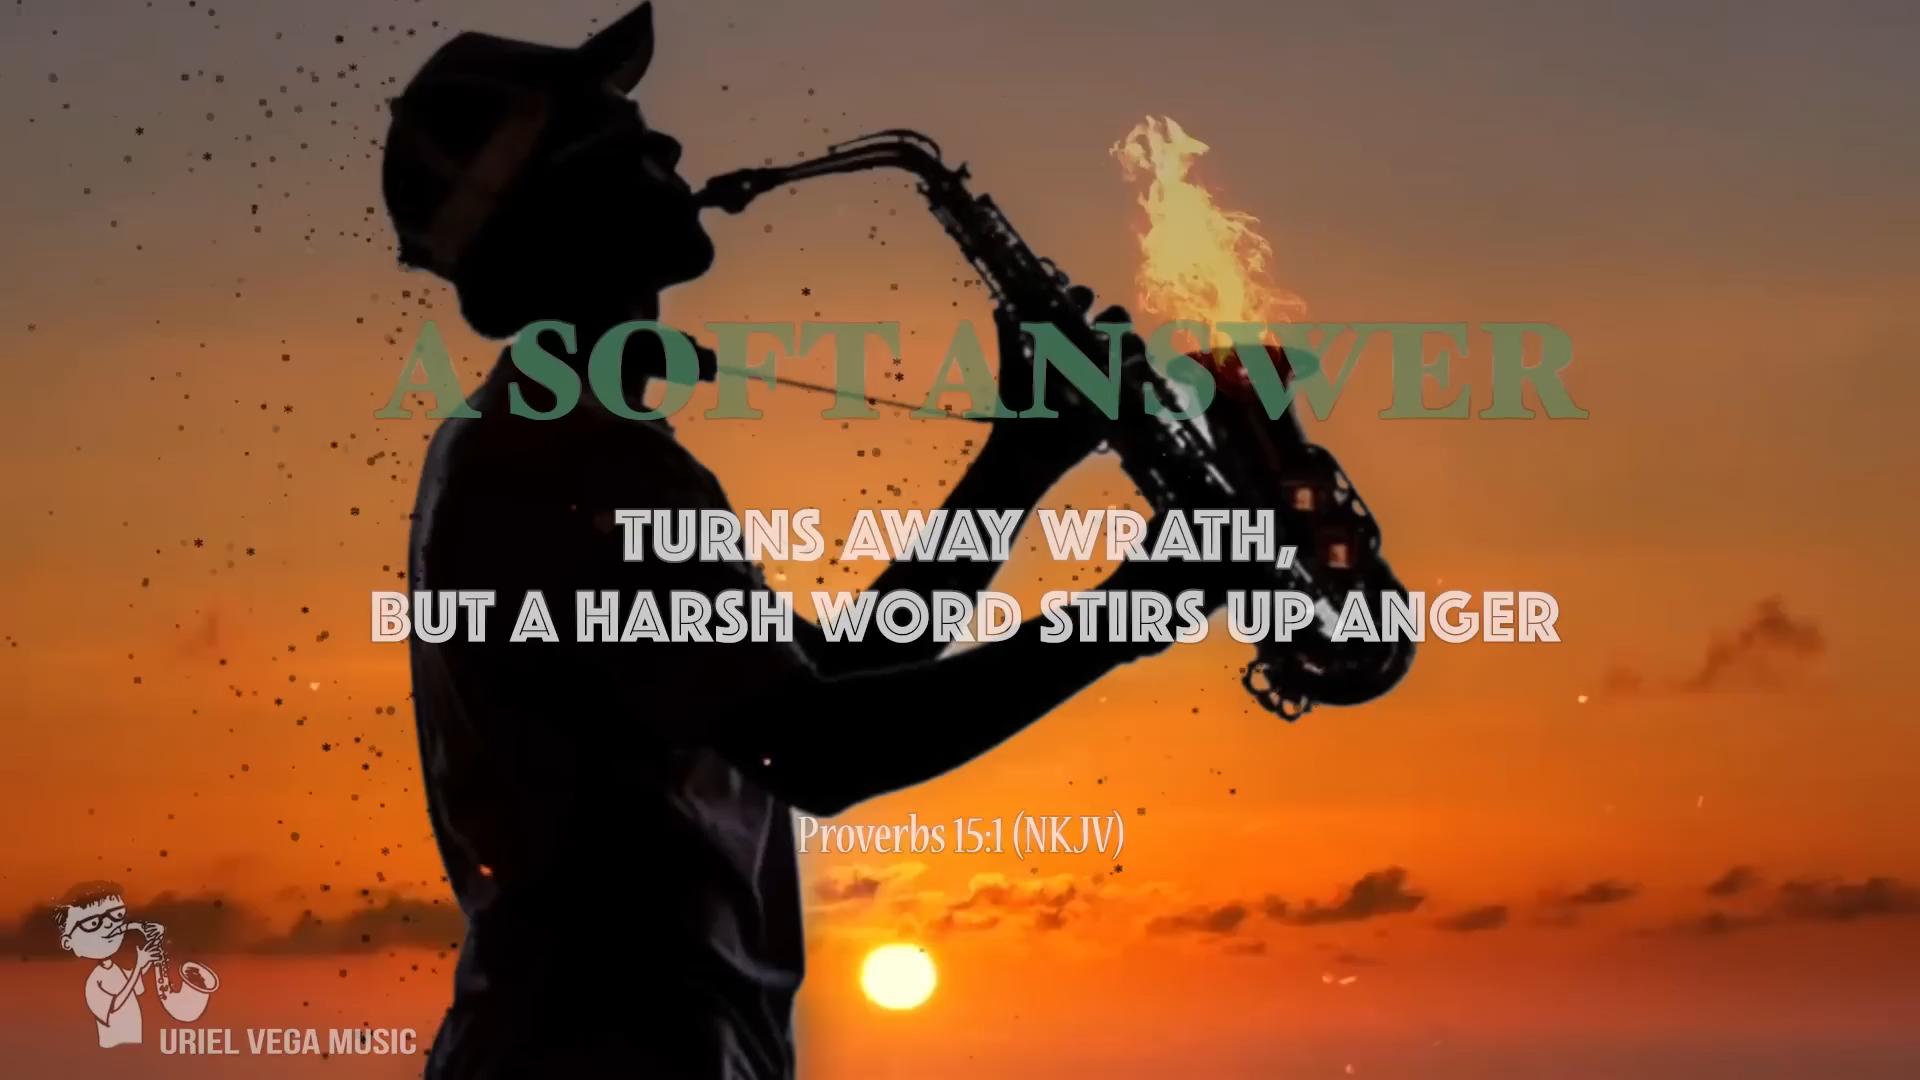 A SOFT ANSWER
TURNS AWAY WRATH,
BUT A HARSH WORD STIRS UP ANGER
Proverbs 15:1 (NKJV)
URIEL VEGA MUSIC